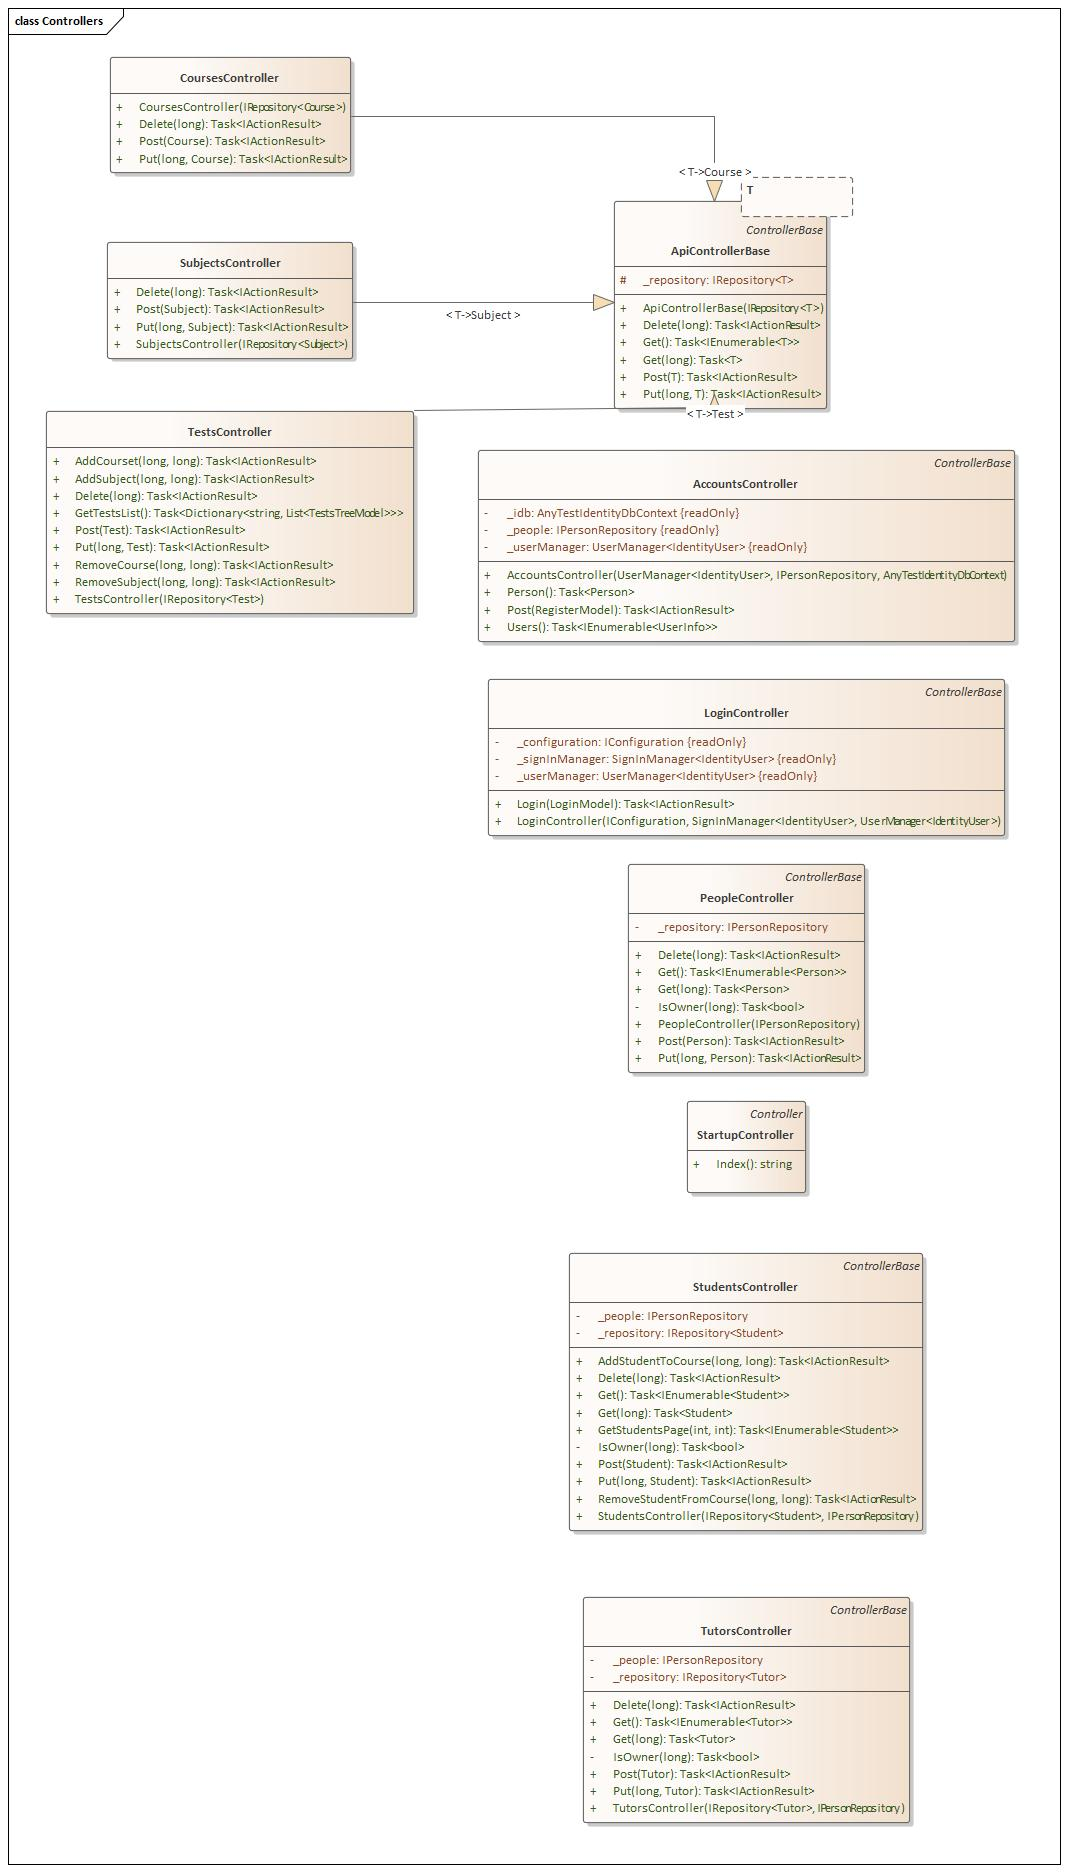 class Controllers
CoursesController
+ CoursesController(IRepository<Course>)
+ Delete(long): Task<IActionResult>
+ Post(Course): Task<IActionResult>
+ Put(long, Course): Task<IActionResult>
< T->Course >
T
SubjectsController
+ Delete(long): Task<IActionResult>
+ Post(Subject): Task<IActionResult>
+ Put(long, Subject): Task<IActionResult>
+ SubjectsController(IRepository<Subject>)
< T->Subject >
ControllerBase
ApiControllerBase
# _repository: IRepository<T>
+ ApiControllerBase(IRepository<T>)
+ Delete(long): Task<IActionResult>
+ Get(): Task<IEnumerable<T>>
+ Get(long): Task<T>
+ Post(T): Task<IActionResult>
+ Put(long, T): Task<IActionResult>
< T->Test >
TestsController
+ AddCourset(long, long): Task<IActionResult>
+ AddSubject(long, long): Task<IActionResult>
+ Delete(long): Task<IActionResult>
+ GetTestsList(): Task<Dictionary<string, List<TestsTreeModel>>>
+ Post(Test): Task<IActionResult>
+ Put(long, Test): Task<IActionResult>
+ RemoveCourse(long, long): Task<IActionResult>
+ RemoveSubject(long, long): Task<IActionResult>
+ TestsController(IRepository<Test>)
ControllerBase
AccountsController
- _idb: AnyTestIdentityDbContext {readOnly}
- _people: IPersonRepository {readOnly}
- _userManager: UserManager<IdentityUser> {readOnly}
+ AccountsController(UserManager<IdentityUser>, IPersonRepository, AnyTestIdentityDbContext)
+ Person(): Task<Person>
+ Post(RegisterModel): Task<IActionResult>
+ Users(): Task<IEnumerable<UserInfo>>
ControllerBase
LoginController
- _configuration: IConfiguration {readOnly}
- _signInManager: SignInManager<IdentityUser> {readOnly}
- _userManager: UserManager<IdentityUser> {readOnly}
+ Login(LoginModel): Task<IActionResult>
+ LoginController(IConfiguration, SignInManager<IdentityUser>, UserManager<IdentityUser>)
ControllerBase
PeopleController
- _repository: IPersonRepository
+ Delete(long): Task<IActionResult>
+ Get(): Task<IEnumerable<Person>>
+ Get(long): Task<Person>
- IsOwner(long): Task<bool>
+ PeopleController(IPersonRepository)
+ Post(Person): Task<IActionResult>
+ Put(long, Person): Task<IActionResult>
Controller
StartupController
+ Index(): string
ControllerBase
StudentsController
- _people: IPersonRepository
- _repository: IRepository<Student>
+ AddStudentToCourse(long, long): Task<IActionResult>
+ Delete(long): Task<IActionResult>
+ Get(): Task<IEnumerable<Student>>
+ Get(long): Task<Student>
+ GetStudentsPage(int, int): Task<IEnumerable<Student>>
- IsOwner(long): Task<bool>
+ Post(Student): Task<IActionResult>
+ Put(long, Student): Task<IActionResult>
+ RemoveStudentFromCourse(long, long): Task<IActionResult>
+ StudentsController(IRepository<Student>, IPersonRepository)
ControllerBase
TutorsController
- _people: IPersonRepository
- _repository: IRepository<Tutor>
+ Delete(long): Task<IActionResult>
+ Get(): Task<IEnumerable<Tutor>>
+ Get(long): Task<Tutor>
- IsOwner(long): Task<bool>
+ Post(Tutor): Task<IActionResult>
+ Put(long, Tutor): Task<IActionResult>
+ TutorsController(IRepository<Tutor>, IPersonRepository)